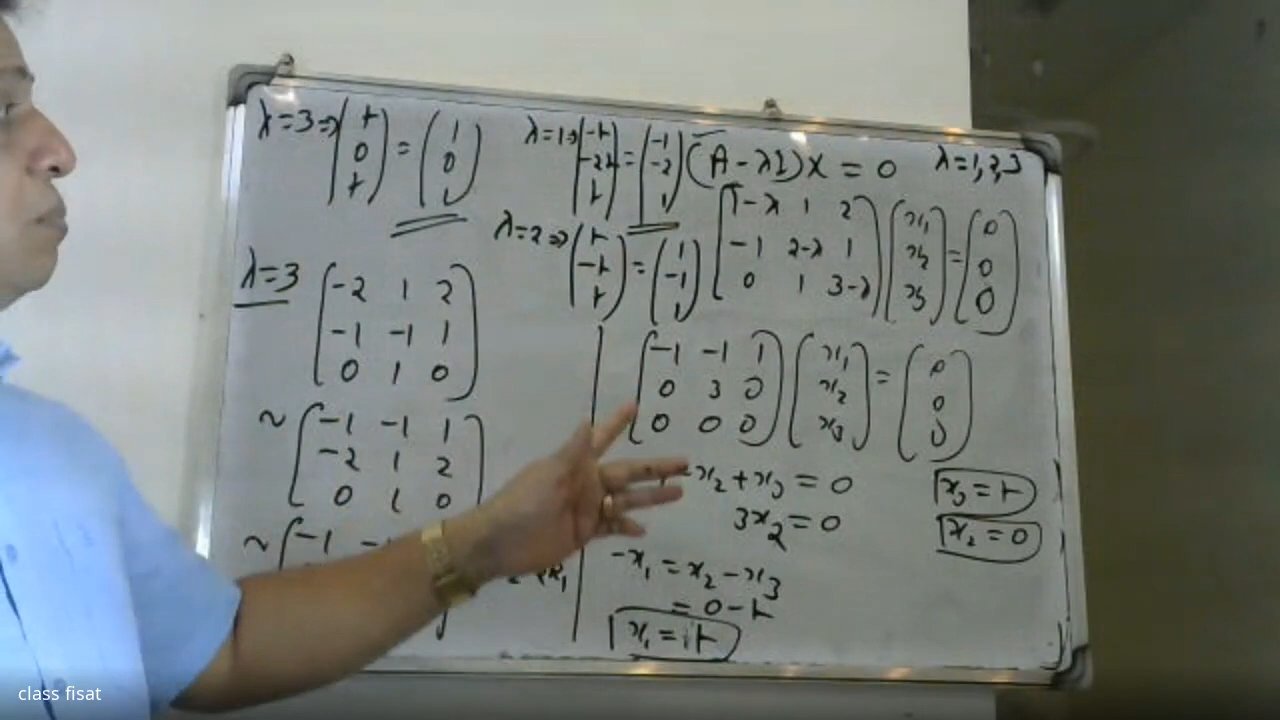 λ=3⇒ (r 0 r) = (1 0 1)
λ=1⇒ (-r -2r r) = (-1 -2 1)
λ=2⇒ (r -r r) = (1 -1 1)
(A-λI)X = 0 λ=1,2,3
[1-λ 1 2] [x₁] = [0]
[-1 2-λ 1] [x₂] [0]
[0 1 3-λ] [x₃] [0]
λ=3
[-2 1 2]
[-1 -1 1]
[0 1 0]
~ [-1 -1 1]
[-2 1 2]
[0 1 0]
~ [-1
[-1 -1 1] [x₁] = [0]
[0 3 0] [x₂] [0]
[0 0 0] [x₃] [0]
-x₂+x₃ = 0
3x₂ = 0
x₃ = r
x₂ = 0
-x₁ = x₂ - x₃
= 0 - r
x₁ = r
class fisat